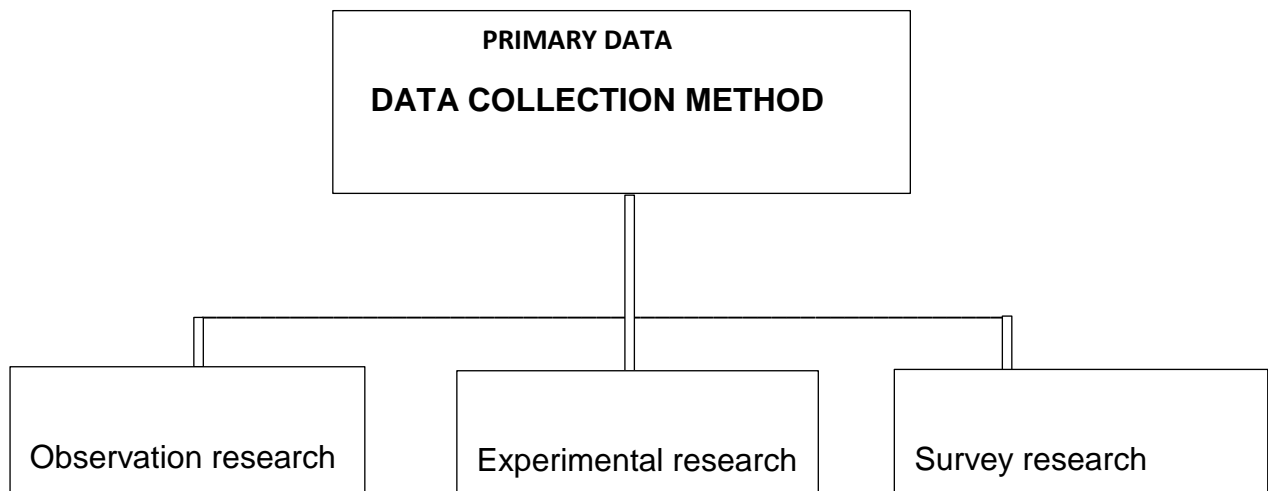 PRIMARY DATA
DATA COLLECTION METHOD
Observation research
Experimental research
Survey research